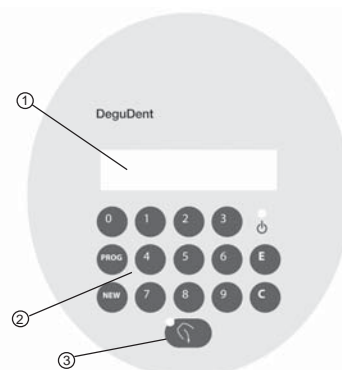 ①
DeguDent
0 1 2 3
PROG 4 5 6 E
②
NEW 7 8 9 C
③